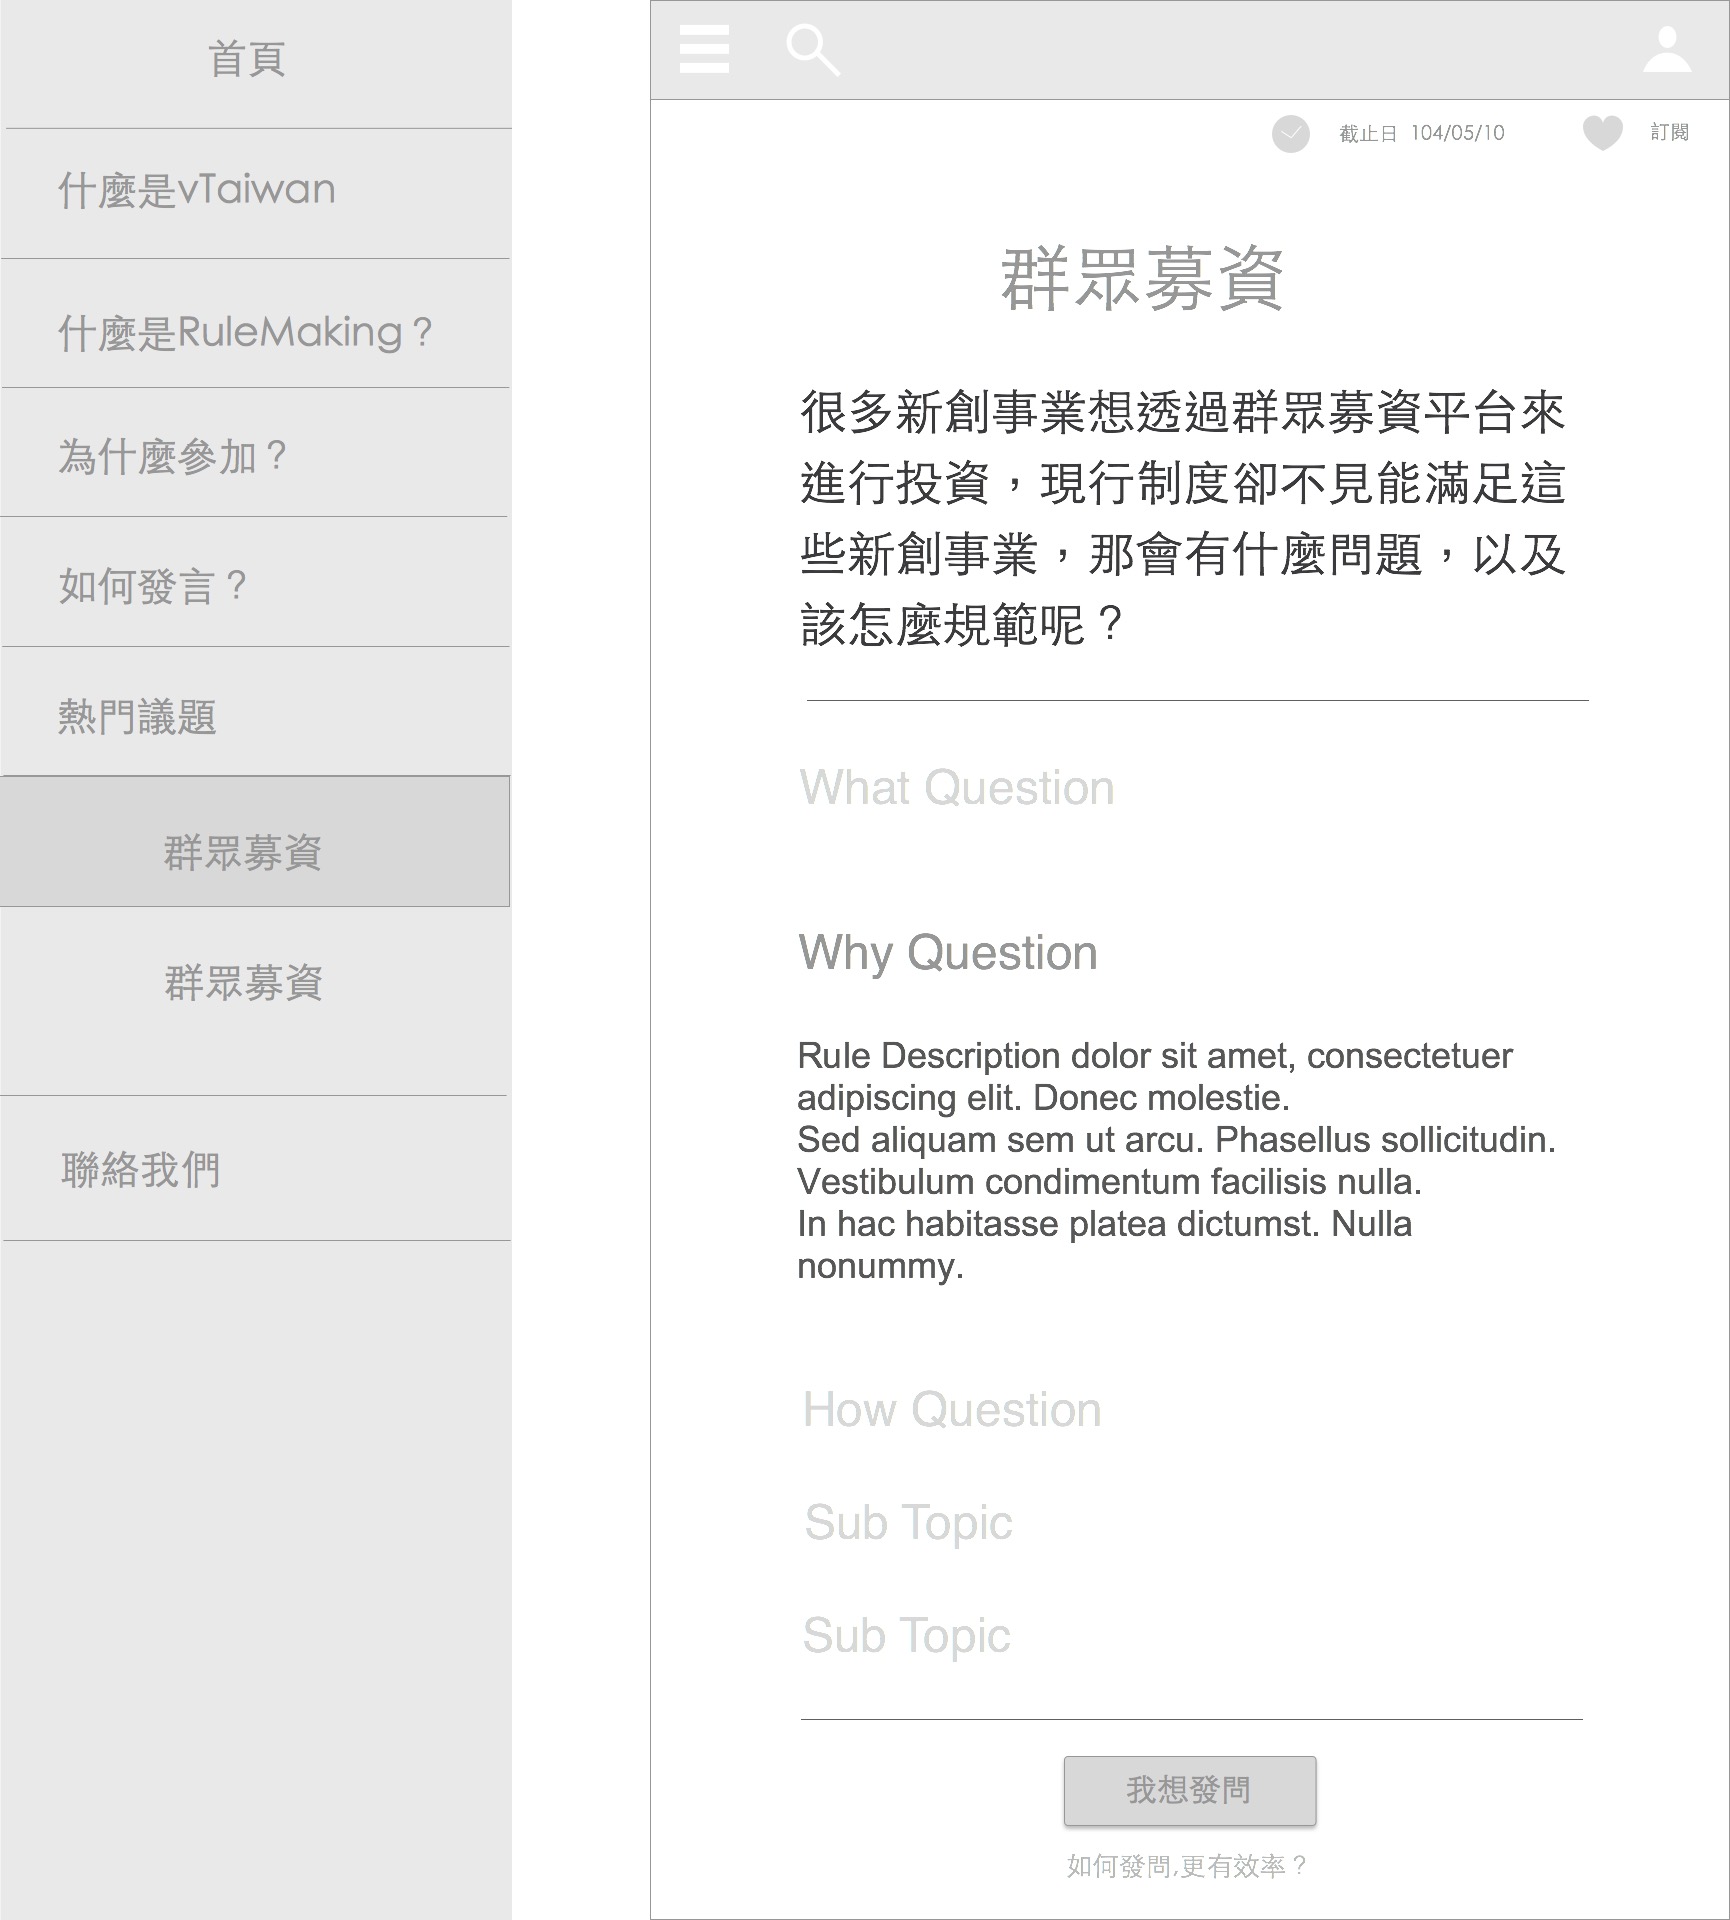 首頁
什麼是vTaiwan
什麼是RuleMaking？
為什麼參加？
如何發言？
熱門議題
群眾募資
群眾募資
聯絡我們
截止日 104/05/10
訂閱
群眾募資
很多新創事業想透過群眾募資平台來
進行投資，現行制度卻不見能滿足這
些新創事業，那會有什麼問題，以及
該怎麼規範呢？
What Question
Why Question
Rule Description dolor sit amet, consectetuer
adipiscing elit. Donec molestie.
Sed aliquam sem ut arcu. Phasellus sollicitudin.
Vestibulum condimentum facilisis nulla.
In hac habitasse platea dictumst. Nulla
nonummy.
How Question
Sub Topic
Sub Topic
我想發問
如何發問,更有效率？